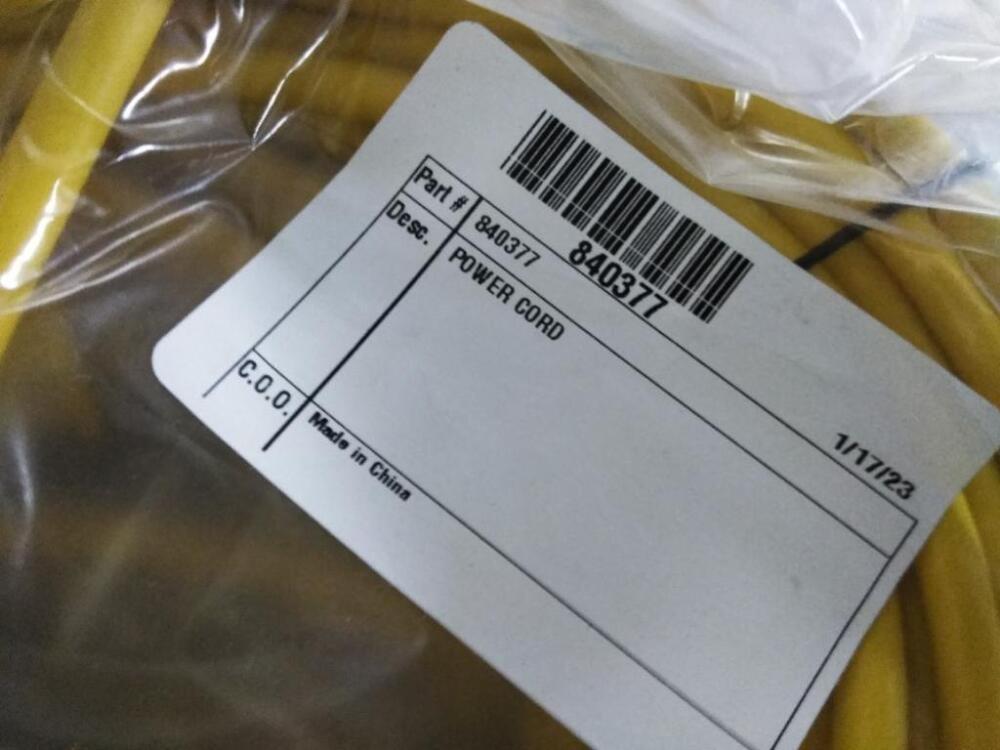 840377
1/17/23
Part # 840377
Desc. POWER CORD
C.O.O. Made in China